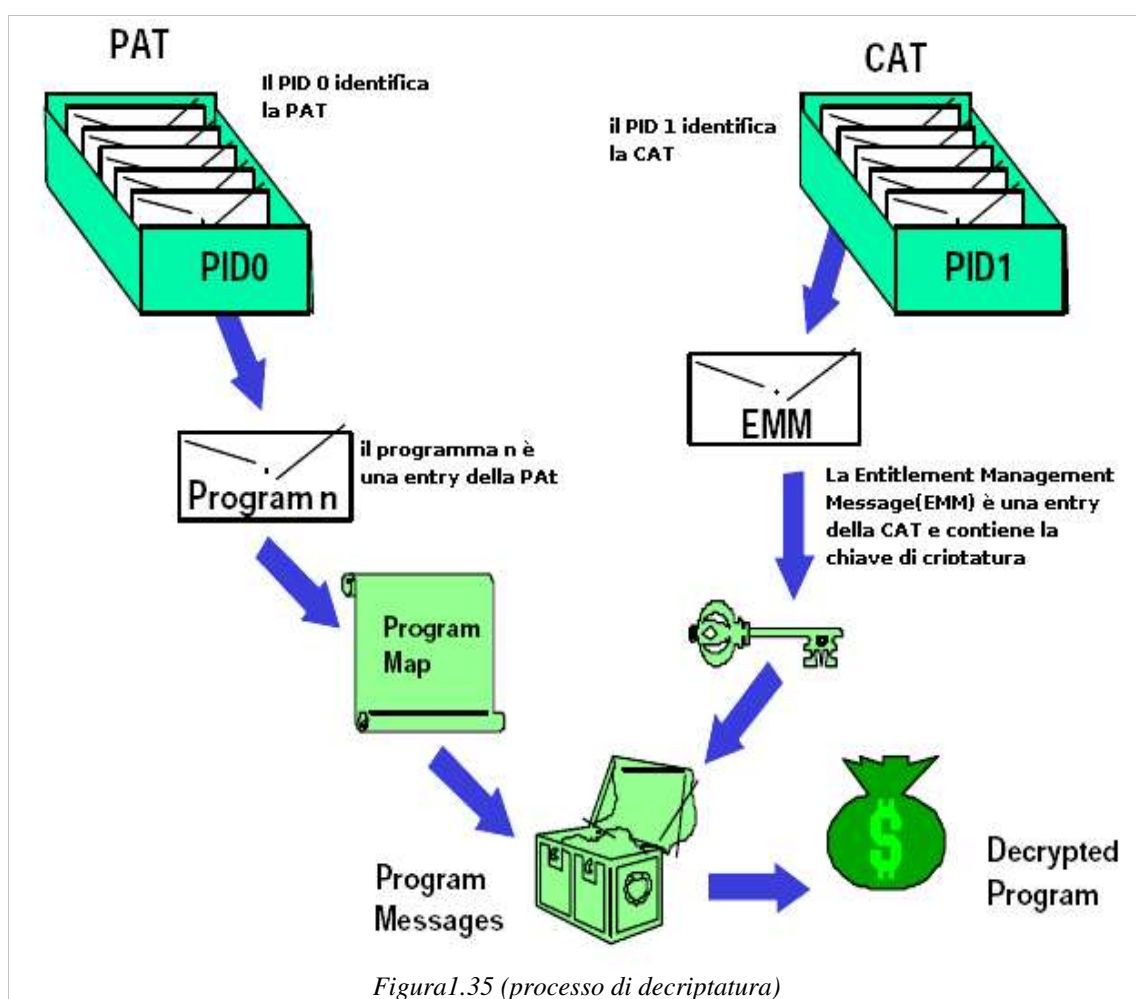 PAT
Il PID 0 identifica
la PAT
PID0
CAT
il PID 1 identifica
la CAT
PID1
Program n
il programma n è
una entry della PAt
EMM
La Entitlement Management
Message(EMM) è una entry
della CAT e contiene la
chiave di criptatura
Program
Map
Program
Messages
$
Decrypted
Program
Figura1.35 (processo di decriptatura)